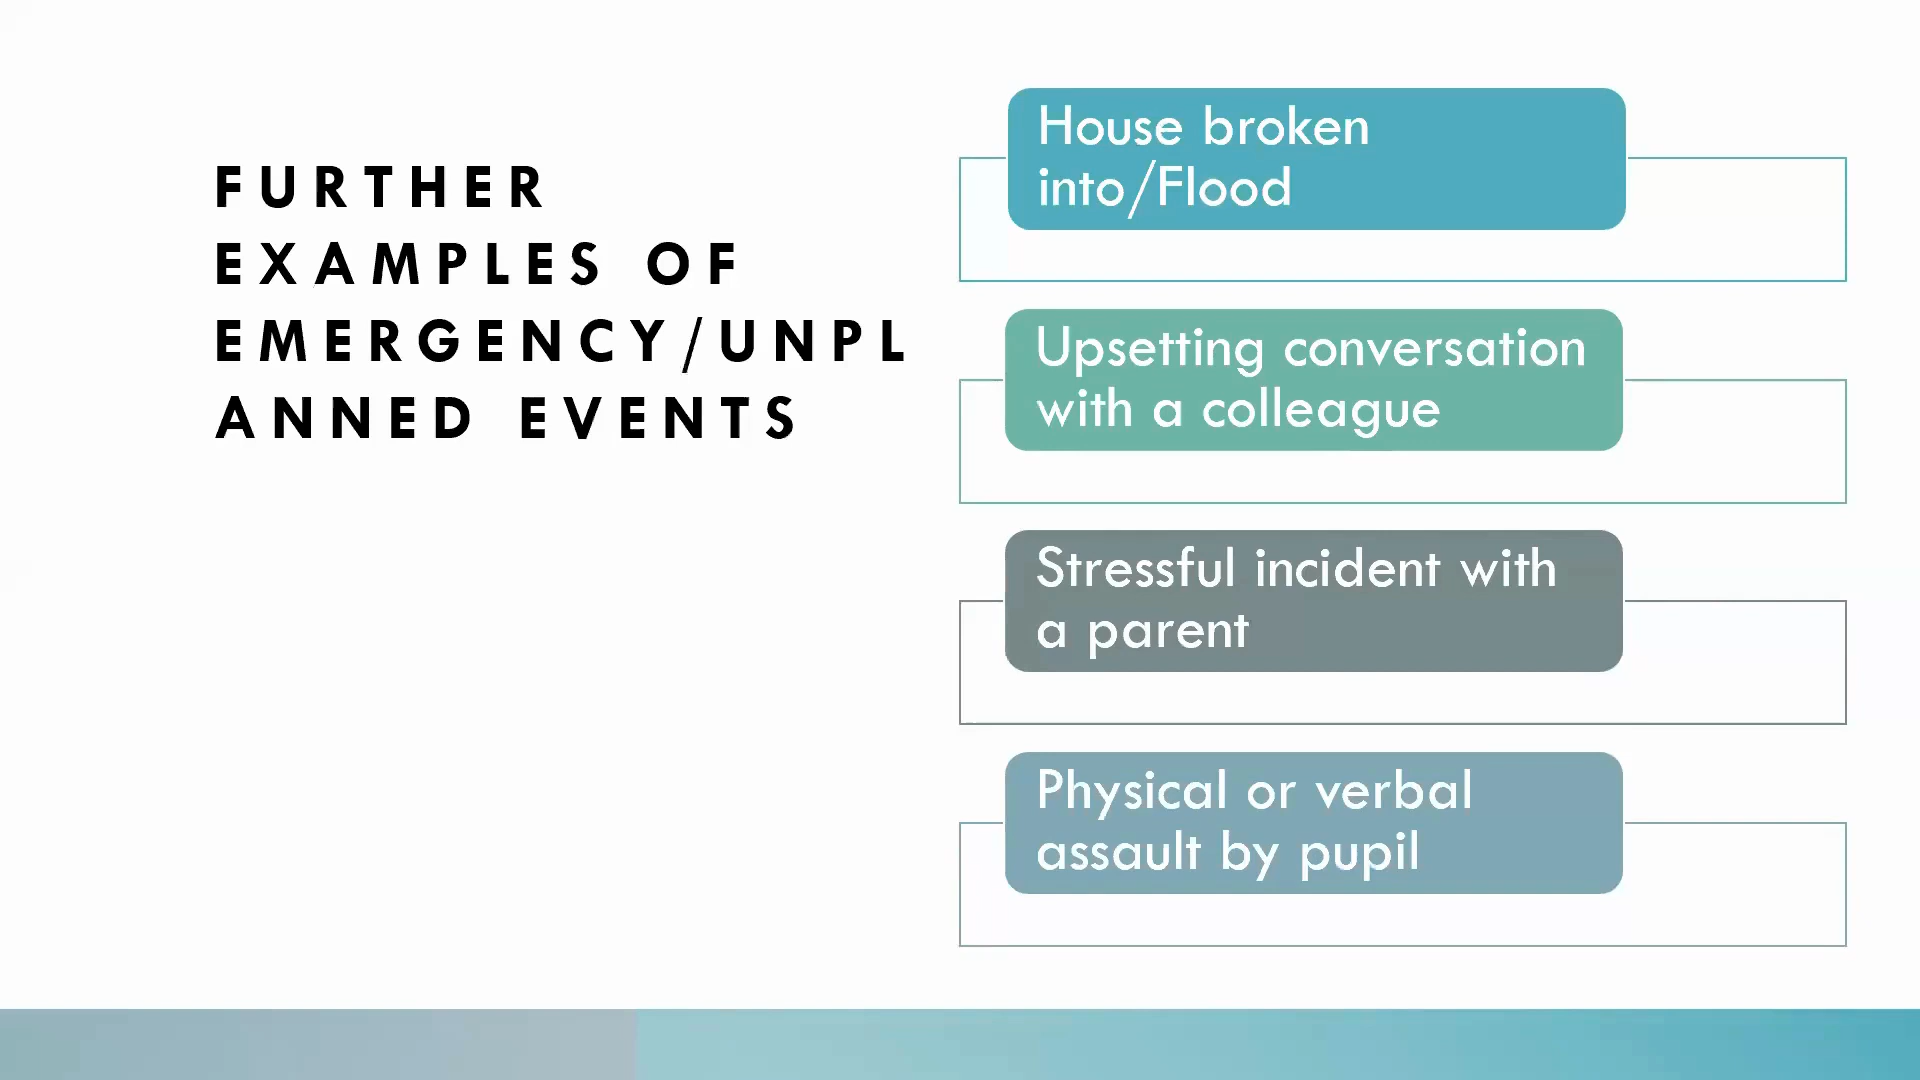 FURTHER
EXAMPLES OF
EMERGENCY/UNPL
ANNED EVENTS
House broken
into/Flood
Upsetting conversation
with a colleague
Stressful incident with
a parent
Physical or verbal
assault by pupil